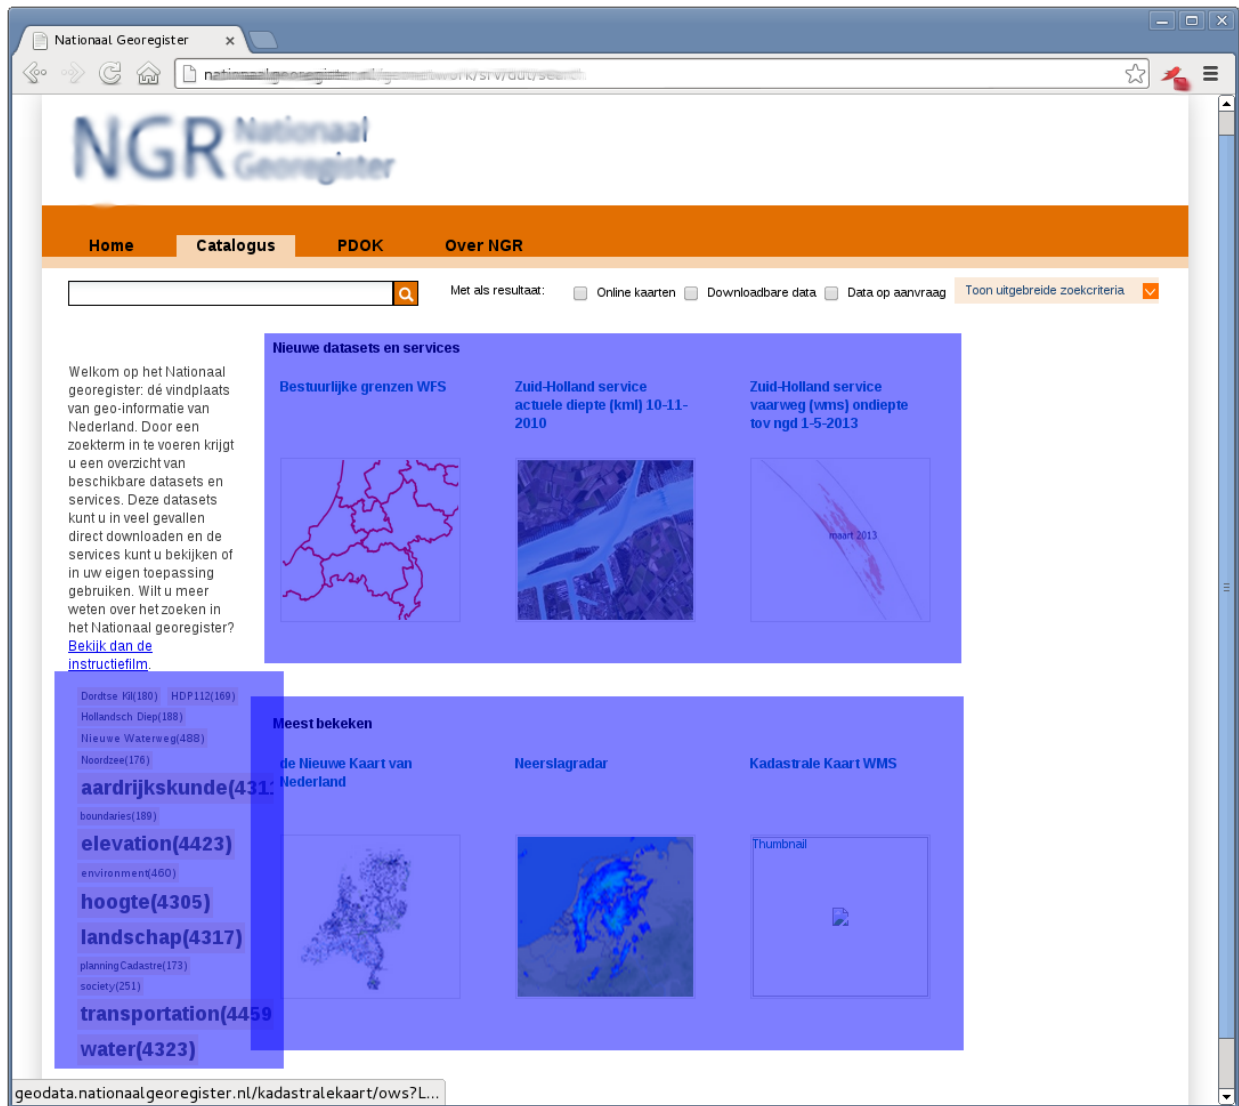 Nationaal Georegister
NGR Nationaal
Georegister
Home Catalogus PDOK Over NGR
Met als resultaat: Online kaarten Downloadbare data Data op aanvraag Toon uitgebreide zoekcriteria
Welkom op het Nationaal
georegister: dé vindplaats
van geo-informatie van
Nederland. Door een
zoekterm in te voeren krijgt
u een overzicht van
beschikbare datasets en
services. Deze datasets
kunt u in veel gevallen
direct downloaden en de
services kunt u bekijken of
in uw eigen toepassing
gebruiken. Wilt u meer
weten over het zoeken in
het Nationaal georegister?
Bekijk dan de
instructiefilm.
Nieuwe datasets en services
Bestuurlijke grenzen WFS
Zuid-Holland service
actuele diepte (kml) 10-11-
2010
Zuid-Holland service
vaarweg (wms) ondiepte
tov ngd 1-5-2013
maart 2013
Dordtse Kil(180) HDP112(169)
Hollandsch Diep(188)
Nieuwe Waterweg(488)
Noordzee(176)
aardrijkskunde(431
boundaries(189)
elevation(4423)
environment(460)
hoogte(4305)
landschap(4317)
planningCadastre(173)
society(251)
transportation(4459
water(4323)
Meest bekeken
de Nieuwe Kaart van
Nederland
Neerslagradar
Kadastrale Kaart WMS
Thumbnail
geodata.nationaalgeoregister.nl/kadastralekaart/ows?L...